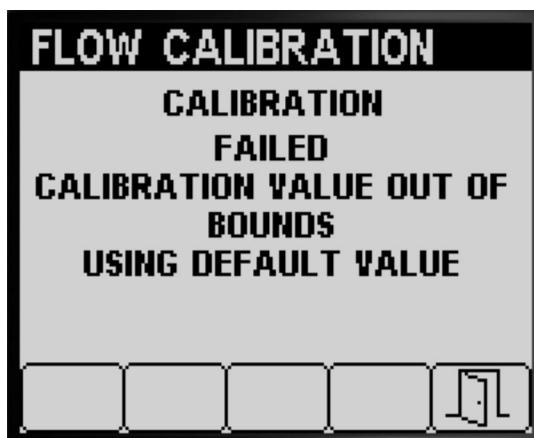 FLOW CALIBRATION
CALIBRATION
FAILED
CALIBRATION VALUE OUT OF
BOUNDS
USING DEFAULT VALUE